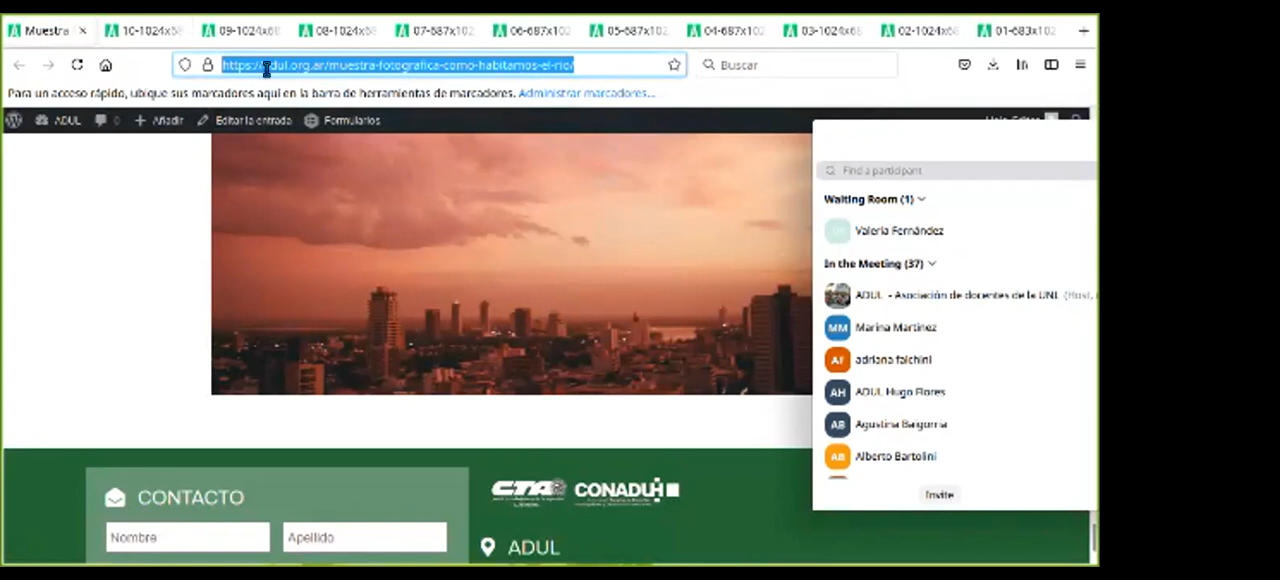 Muestra
10-1024x68
09-1024x68
08-1024x68
07-687x102
06-687x102
05-687x102
04-687x102
03-1024x68
02-1024x68
01-683x102
https://adul.org.ar/muestra-fotografica-como-habitamos-el-rio/
Buscar
Para un acceso rápido, ubique sus marcadores aquí en la barra de herramientas de marcadores. Administrar marcadores...
ADUL 0 Añadir Editar la entrada Formularios
Find a participant
Waiting Room (1)
Valeria Fernández
In the Meeting (37)
ADUL - Asociación de docentes de la UNL (Host,
MM Marina Martinez
AF adriana falchini
AH ADUL Hugo Flores
AB Agustina Baigorria
AB Alberto Bartolini
Invite
CONTACTO
Nombre
Apellido
CTA
CONADUH
ADUL